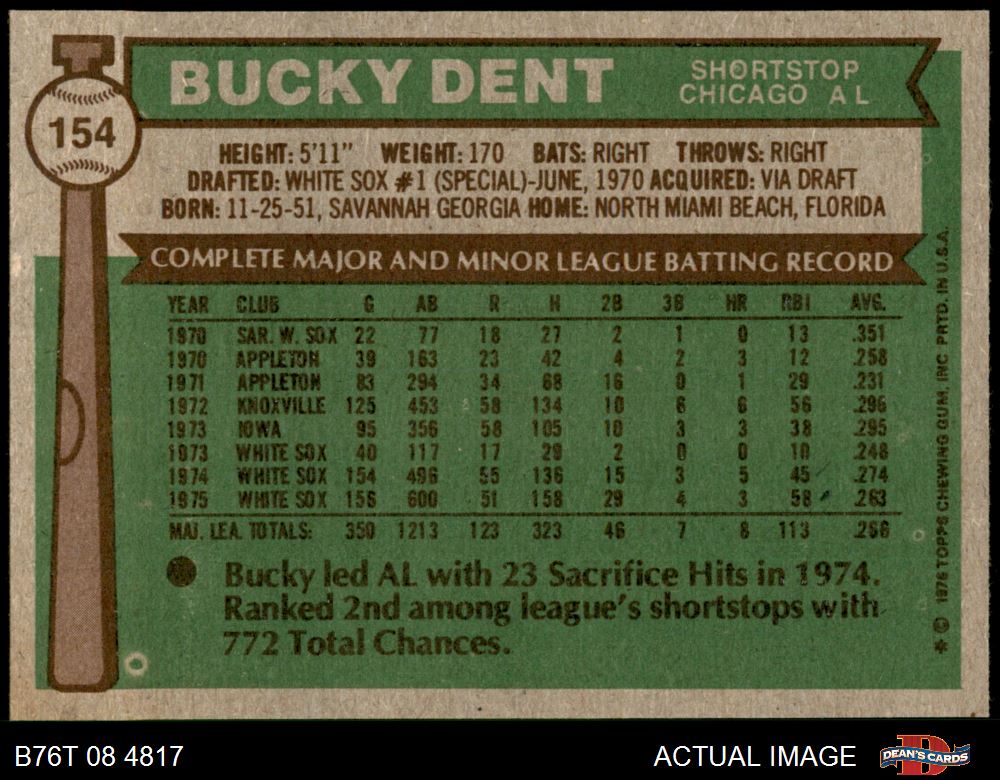 BUCKY DENT
SHORTSTOP
CHICAGO AL
154
HEIGHT: 5'11" WEIGHT: 170 BATS: RIGHT THROWS: RIGHT
DRAFTED: WHITE SOX #1 (SPECIAL)-JUNE, 1970 ACQUIRED: VIA DRAFT
BORN: 11-25-51, SAVANNAH GEORGIA HOME: NORTH MIAMI BEACH, FLORIDA
COMPLETE MAJOR AND MINOR LEAGUE BATTING RECORD
YEAR CLUB G AB R H 2B 3B HR RBI AVG.
1970 SAR. W. SOX 22 77 18 27 2 1 0 13 .351
1970 APPLETON 39 163 23 42 4 2 3 12 .258
1971 APPLETON 83 294 34 68 16 0 1 29 .231
1972 KNOXVILLE 125 453 58 134 10 6 6 56 .296
1973 IOWA 95 356 58 105 10 3 3 38 .295
1973 WHITE SOX 40 117 17 29 2 0 0 10 .248
1974 WHITE SOX 154 496 55 136 15 3 5 45 .274
1975 WHITE SOX 156 600 51 158 29 4 3 58 .263
MAJ. LEA. TOTALS: 350 1213 123 323 46 7 8 113 .266
Bucky led AL with 23 Sacrifice Hits in 1974.
Ranked 2nd among league's shortstops with
772 Total Chances.
* © 1976 TOPPS CHEWING GUM, INC. PRTD. IN U.S.A.
B76T 08 4817
ACTUAL IMAGE
DEAN'S CARDS